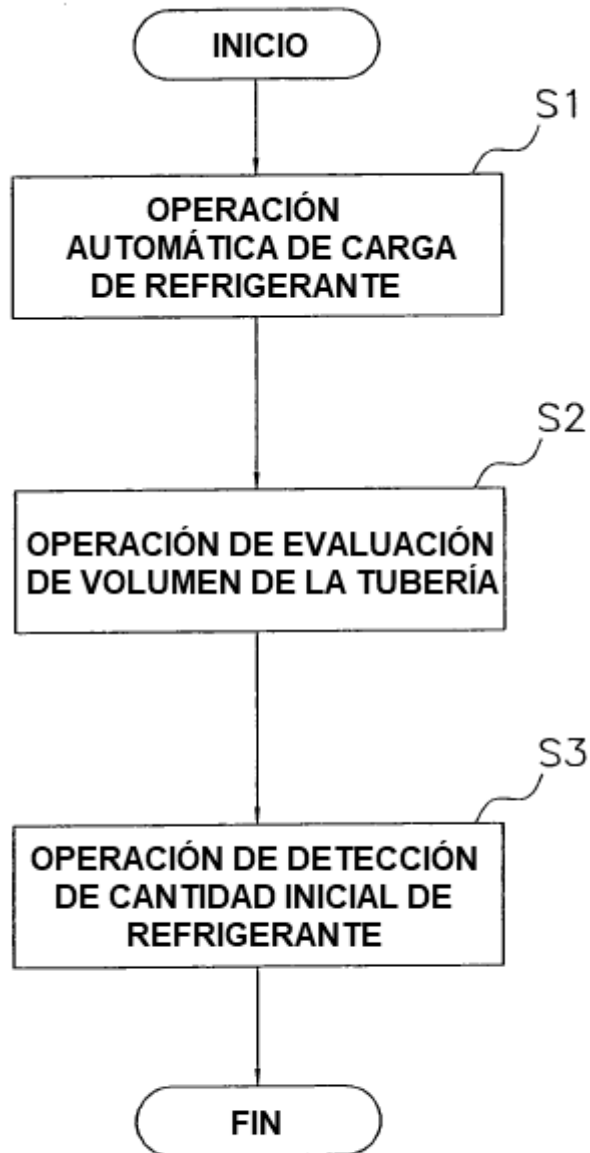 INICIO
S1
OPERACIÓN
AUTOMÁTICA DE CARGA
DE REFRIGERANTE
S2
OPERACIÓN DE EVALUACIÓN
DE VOLUMEN DE LA TUBERÍA
S3
OPERACIÓN DE DETECCIÓN
DE CANTIDAD INICIAL DE
REFRIGERANTE
FIN